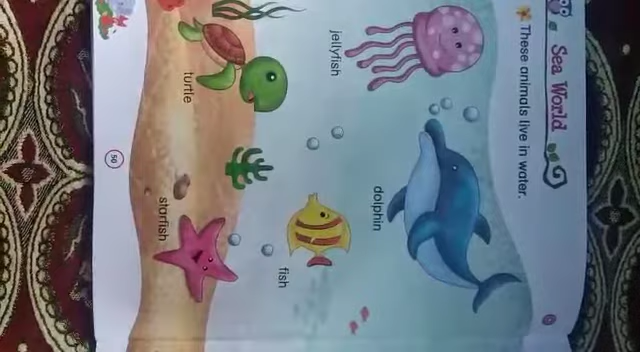 Sea World
These animals live in water.
jellyfish
dolphin
turtle
fish
starfish
50